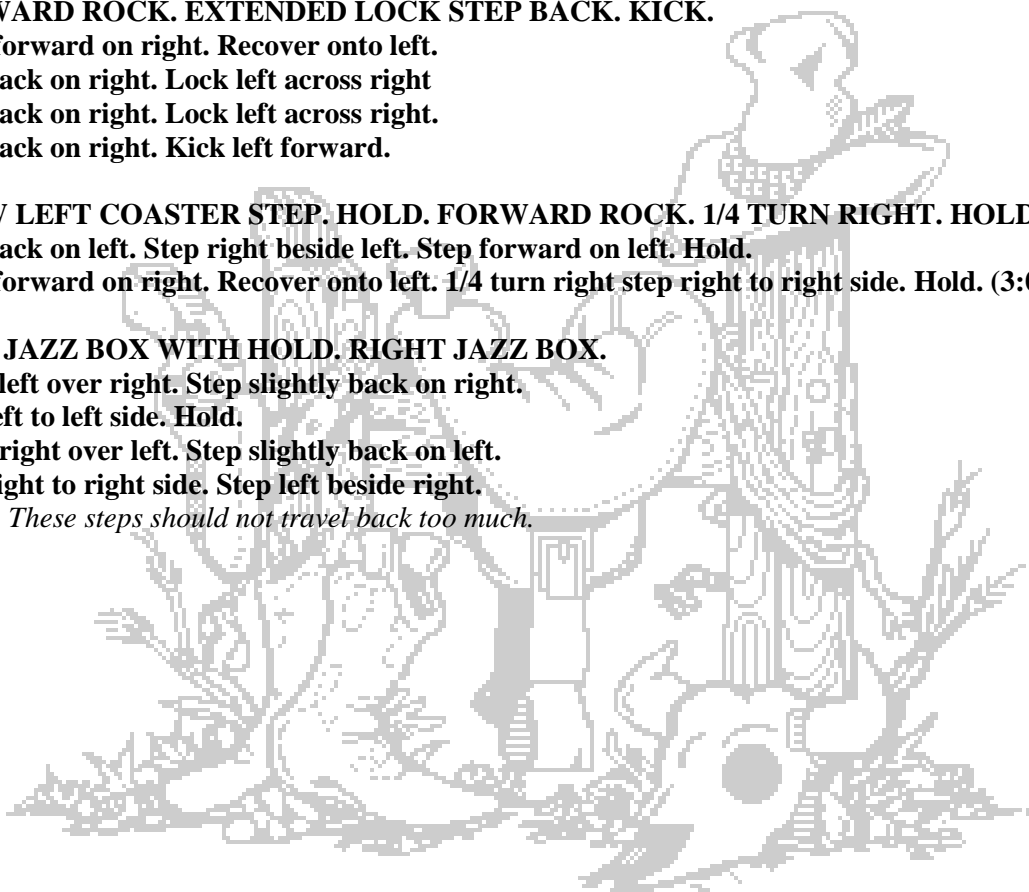 WARD ROCK. EXTENDED LOCK STEP BACK. KICK.
forward on right. Recover onto left.
ack on right. Lock left across right
ack on right. Lock left across right.
ack on right. Kick left forward.
LEFT COASTER STEP. HOLD. FORWARD ROCK. 1/4 TURN RIGHT. HOLD
ack on left. Step right beside left. Step forward on left. Hold.
forward on right. Recover onto left. 1/4 turn right step right to right side. Hold. (3:0
JAZZ BOX WITH HOLD. RIGHT JAZZ BOX.
left over right. Step slightly back on right.
eft to left side. Hold.
right over left. Step slightly back on left.
ight to right side. Step left beside right.
These steps should not travel back too much.